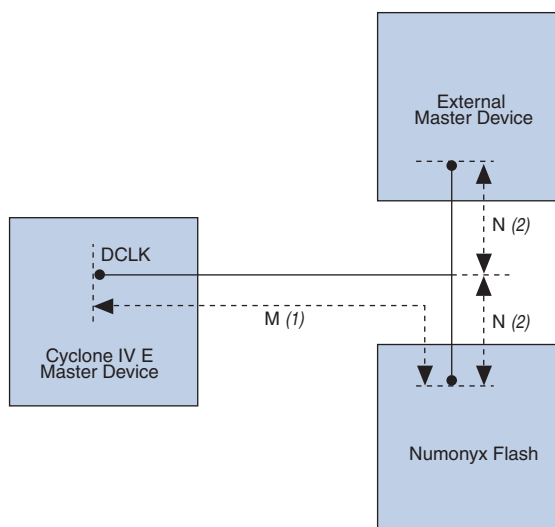 External
Master Device
N (2)
DCLK
M (1)
N (2)
Cyclone IV E
Master Device
Numonyx Flash